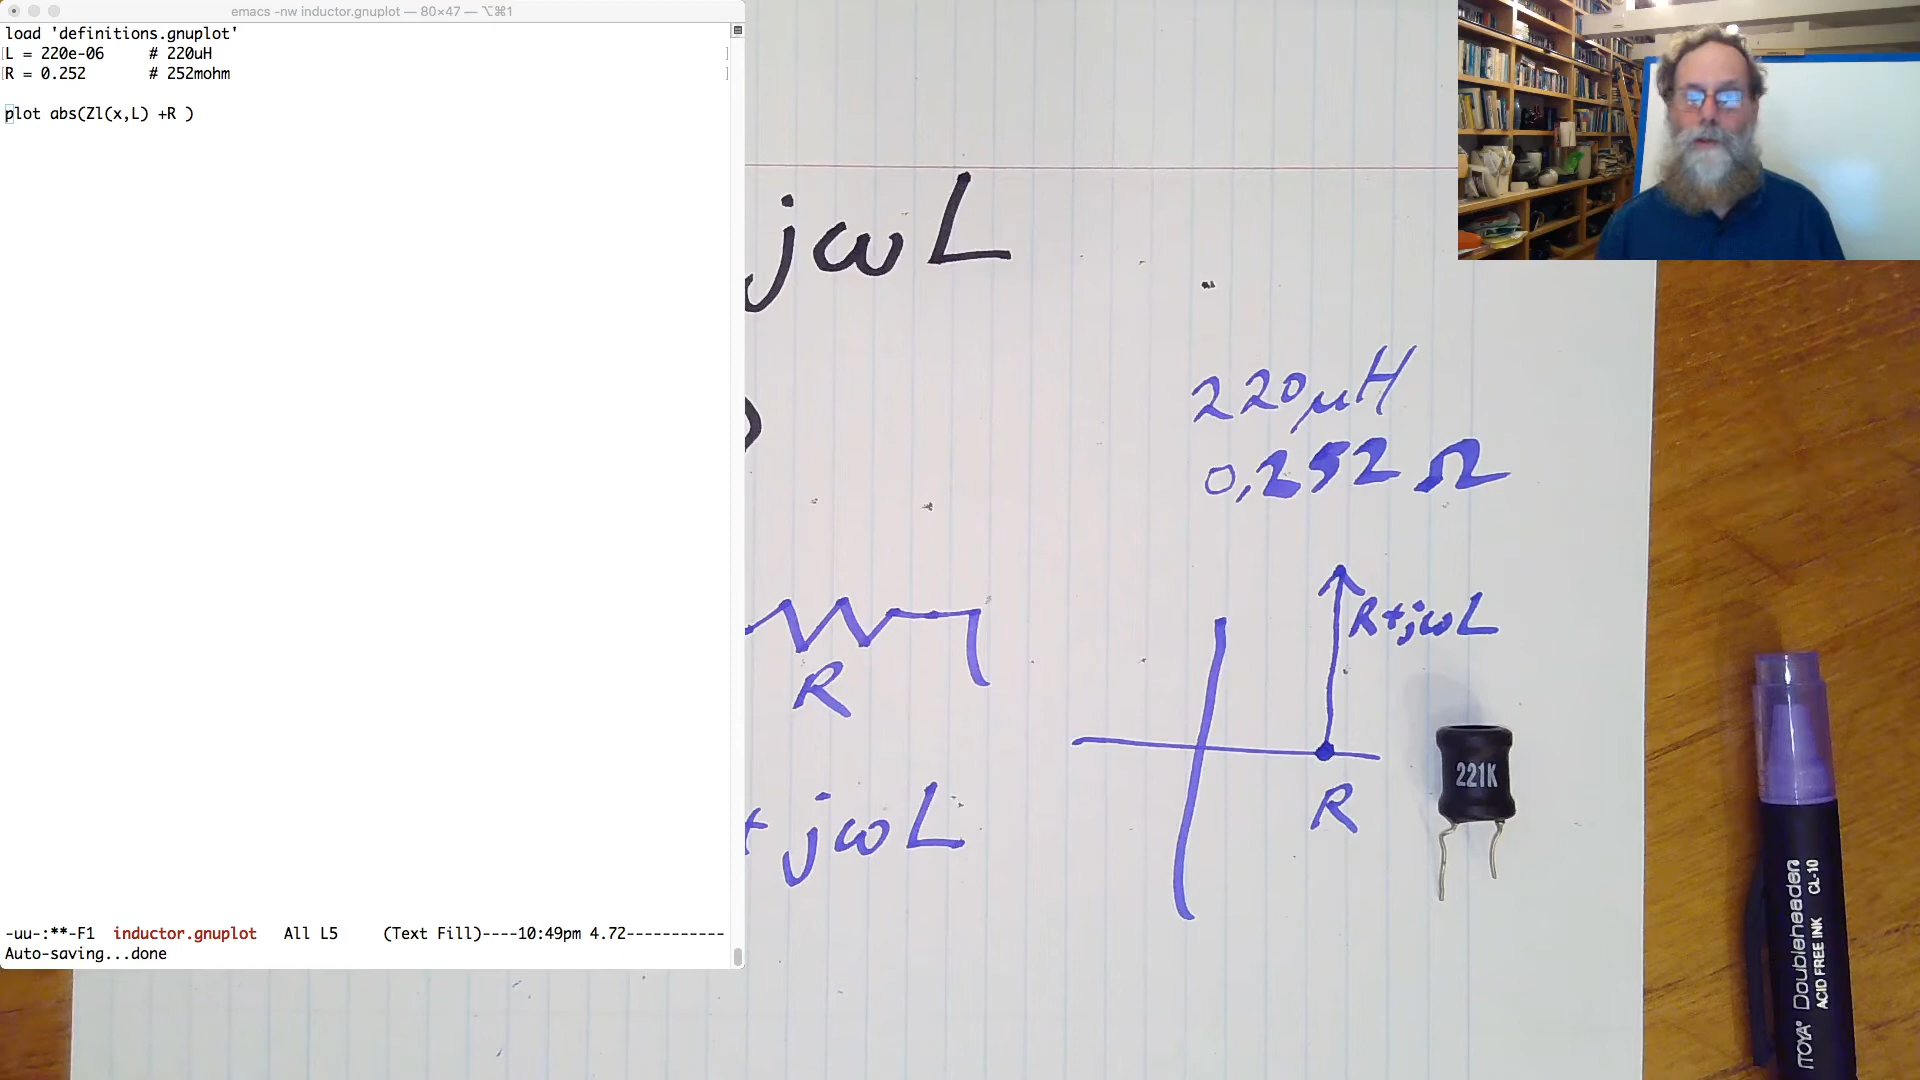 emacs -nw inductor.gnuplot — 80×47 — ⌥⌘1
load 'definitions.gnuplot'
L = 220e-06     # 220uH
R = 0.252       # 252mohm
plot abs(Zl(x,L) +R )
-uu-:**-F1  inductor.gnuplot   All L5     (Text Fill)----10:49pm 4.72-----------
Auto-saving...done
jωL
220μH
0,252 Ω
R
R+jωL
R
+ jωL
221K
ITOYA® Doubleheader CL-10
ACID FREE INK